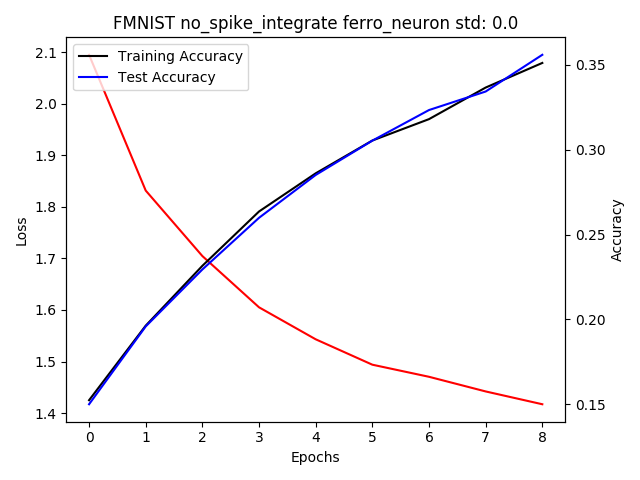 FMNIST no_spike_integrate ferro_neuron std: 0.0
Training Accuracy
Test Accuracy
2.1
2.0
1.9
1.8
1.7
1.6
1.5
1.4
Loss
0.35
0.30
0.25
0.20
0.15
Accuracy
0 1 2 3 4 5 6 7 8
Epochs